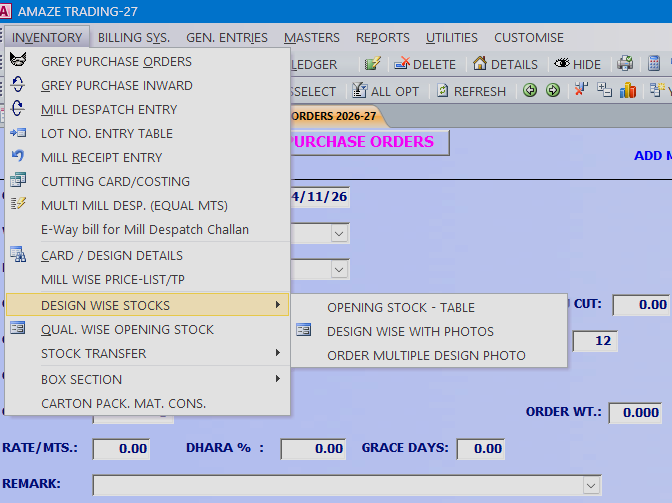 AMAZE TRADING-27
INVENTORY BILLING SYS. GEN. ENTRIES MASTERS REPORTS UTILITIES CUSTOMISE
GREY PURCHASE ORDERS
LEDGER DELETE DETAILS HIDE
GREY PURCHASE INWARD
SELECT ALL OPT REFRESH
MILL DESPATCH ENTRY
ORDERS 2026-27
LOT NO. ENTRY TABLE
PURCHASE ORDERS
MILL RECEIPT ENTRY
ADD
CUTTING CARD/COSTING
4/11/26
MULTI MILL DESP. (EQUAL MTS)
E-Way bill for Mill Despatch Challan
CARD / DESIGN DETAILS
MILL WISE PRICE-LIST/TP
DESIGN WISE STOCKS
OPENING STOCK - TABLE
CUT: 0.00
QUAL. WISE OPENING STOCK
DESIGN WISE WITH PHOTOS
12
STOCK TRANSFER
ORDER MULTIPLE DESIGN PHOTO
BOX SECTION
CARTON PACK. MAT. CONS.
ORDER WT.: 0.000
RATE/MTS.: 0.00 DHARA % : 0.00 GRACE DAYS: 0.00
REMARK: